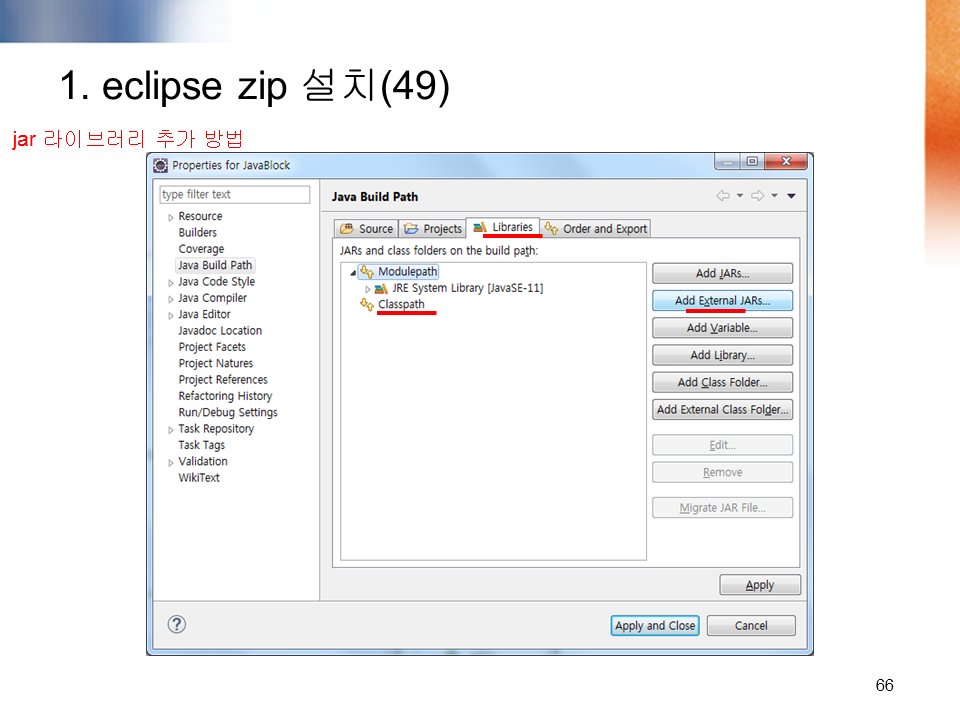 1. eclipse zip 설치(49)
jar 라이브러리 추가 방법
Properties for JavaBlock
type filter text
Resource
Builders
Coverage
Java Build Path
Java Code Style
Java Compiler
Java Editor
Javadoc Location
Project Facets
Project Natures
Project References
Refactoring History
Run/Debug Settings
Task Repository
Task Tags
Validation
WikiText
Java Build Path
Source Projects Libraries Order and Export
JARs and class folders on the build path:
Modulepath
JRE System Library [JavaSE-11]
Classpath
Add JARs...
Add External JARs...
Add Variable...
Add Library...
Add Class Folder...
Add External Class Folder...
Edit...
Remove
Migrate JAR File...
Apply
?
Apply and Close Cancel
66